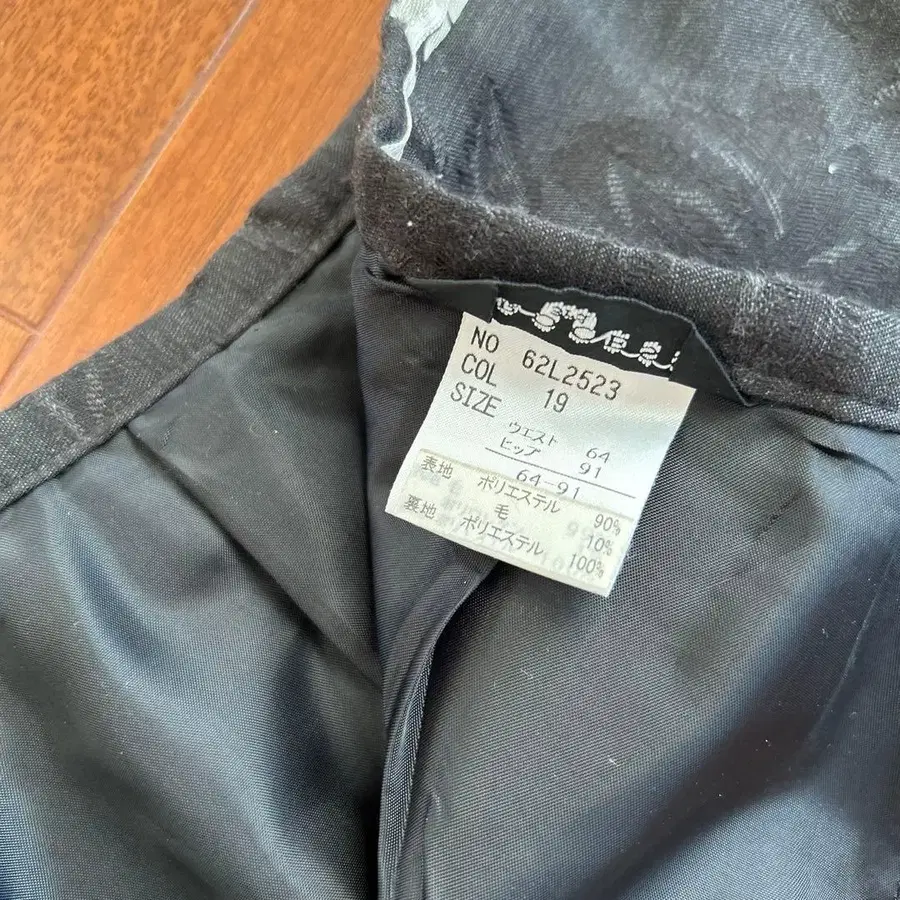 NO 62L2523
COL 19
SIZE
ウエスト 64
ヒップ 91
64-91
表地 ポリエステル 90%
毛 10%
裏地 ポリエステル 100%